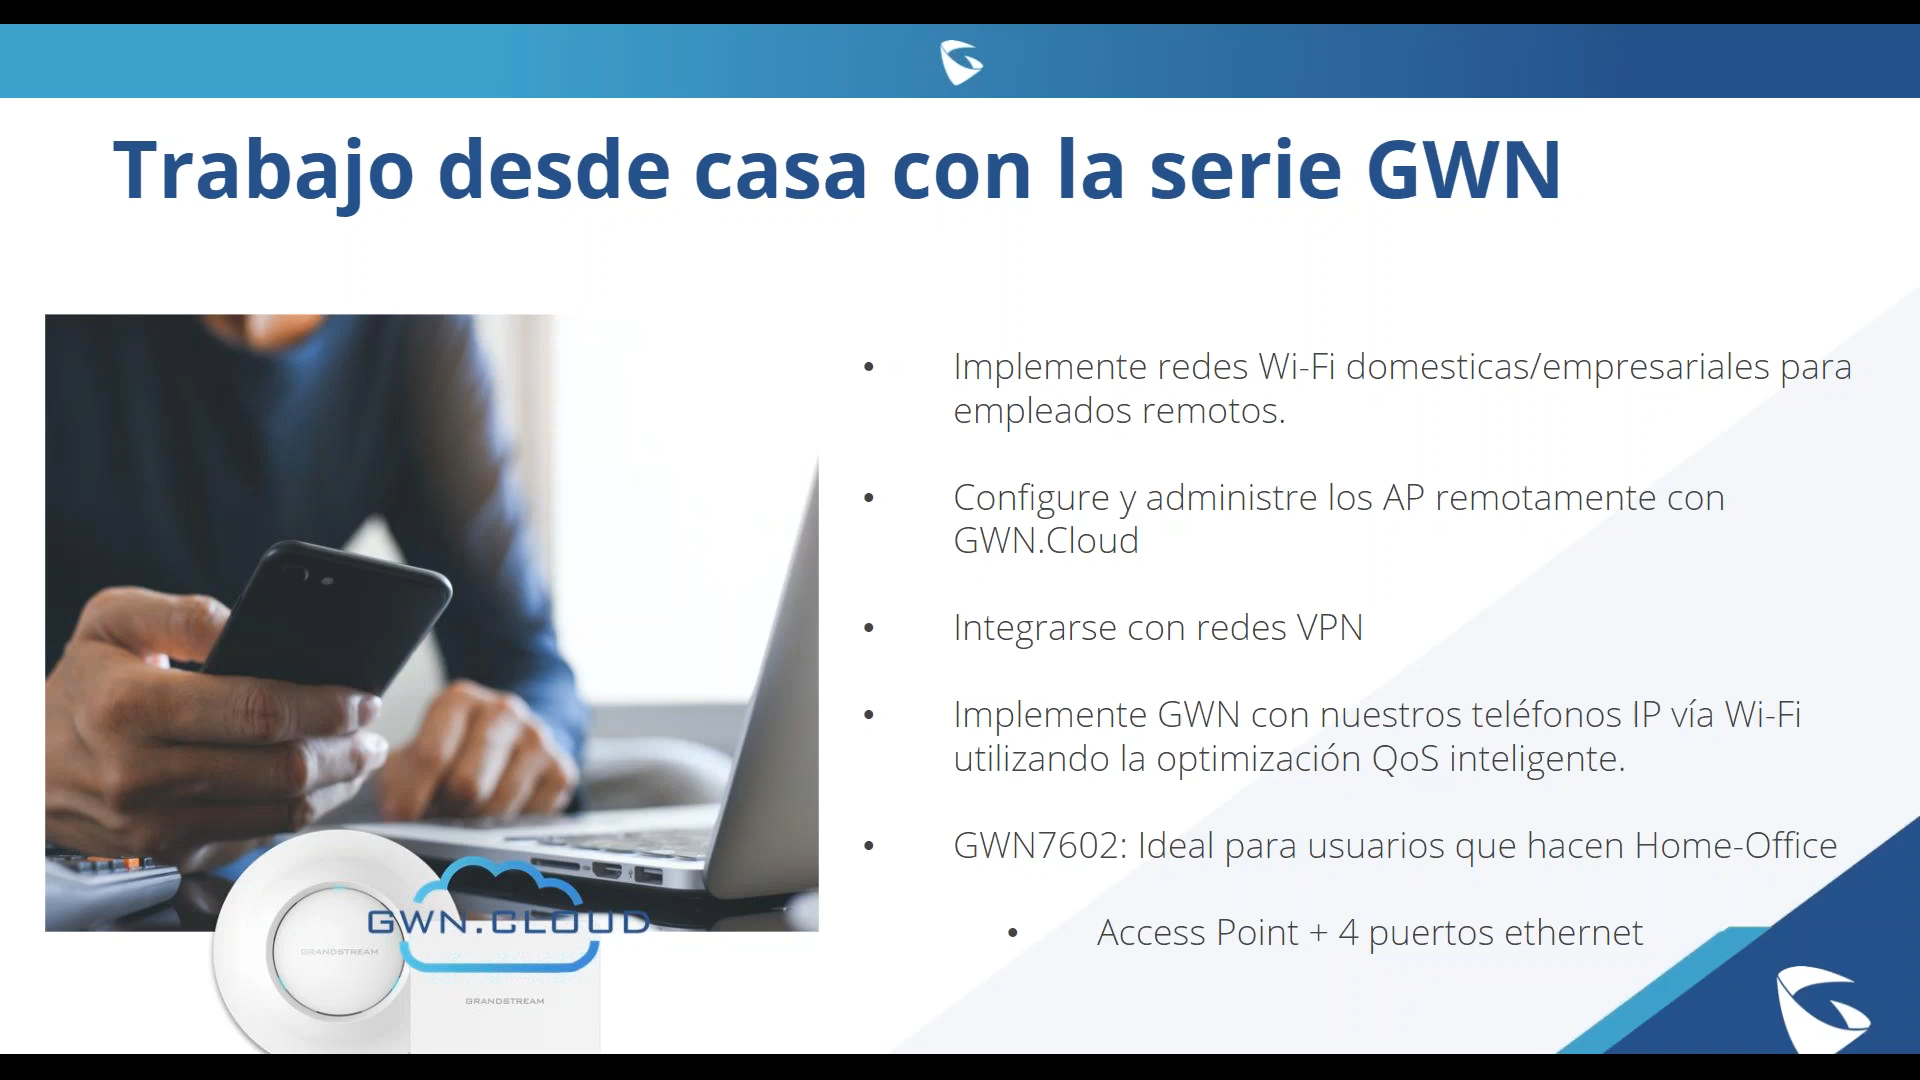 Trabajo desde casa con la serie GWN
• Implemente redes Wi-Fi domesticas/empresariales para
empleados remotos.
• Configure y administre los AP remotamente con
GWN.Cloud
• Integrarse con redes VPN
• Implemente GWN con nuestros teléfonos IP vía Wi-Fi
utilizando la optimización QoS inteligente.
• GWN7602: Ideal para usuarios que hacen Home-Office
• Access Point + 4 puertos ethernet
GWN.CLOUD
GRANDSTREAM
GRANDSTREAM